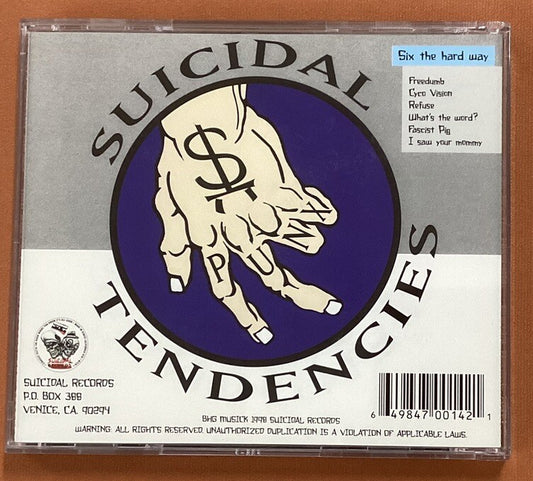 SUICIDAL
TENDENCIES
Six the hard way
Freedumb
Cyco Vision
Refuse
What's the word?
Fascist Pig
I saw your mommy
ST
PUNX
SUICIDAL RECORDS
P.O. BOX 388
VENICE, CA. 90294
BHG MUSICK 1998 SUICIDAL RECORDS
WARNING: ALL RIGHTS RESERVED. UNAUTHORIZED DUPLICATION IS A VIOLATION OF APPLICABLE LAWS.
6 49847 00142 1